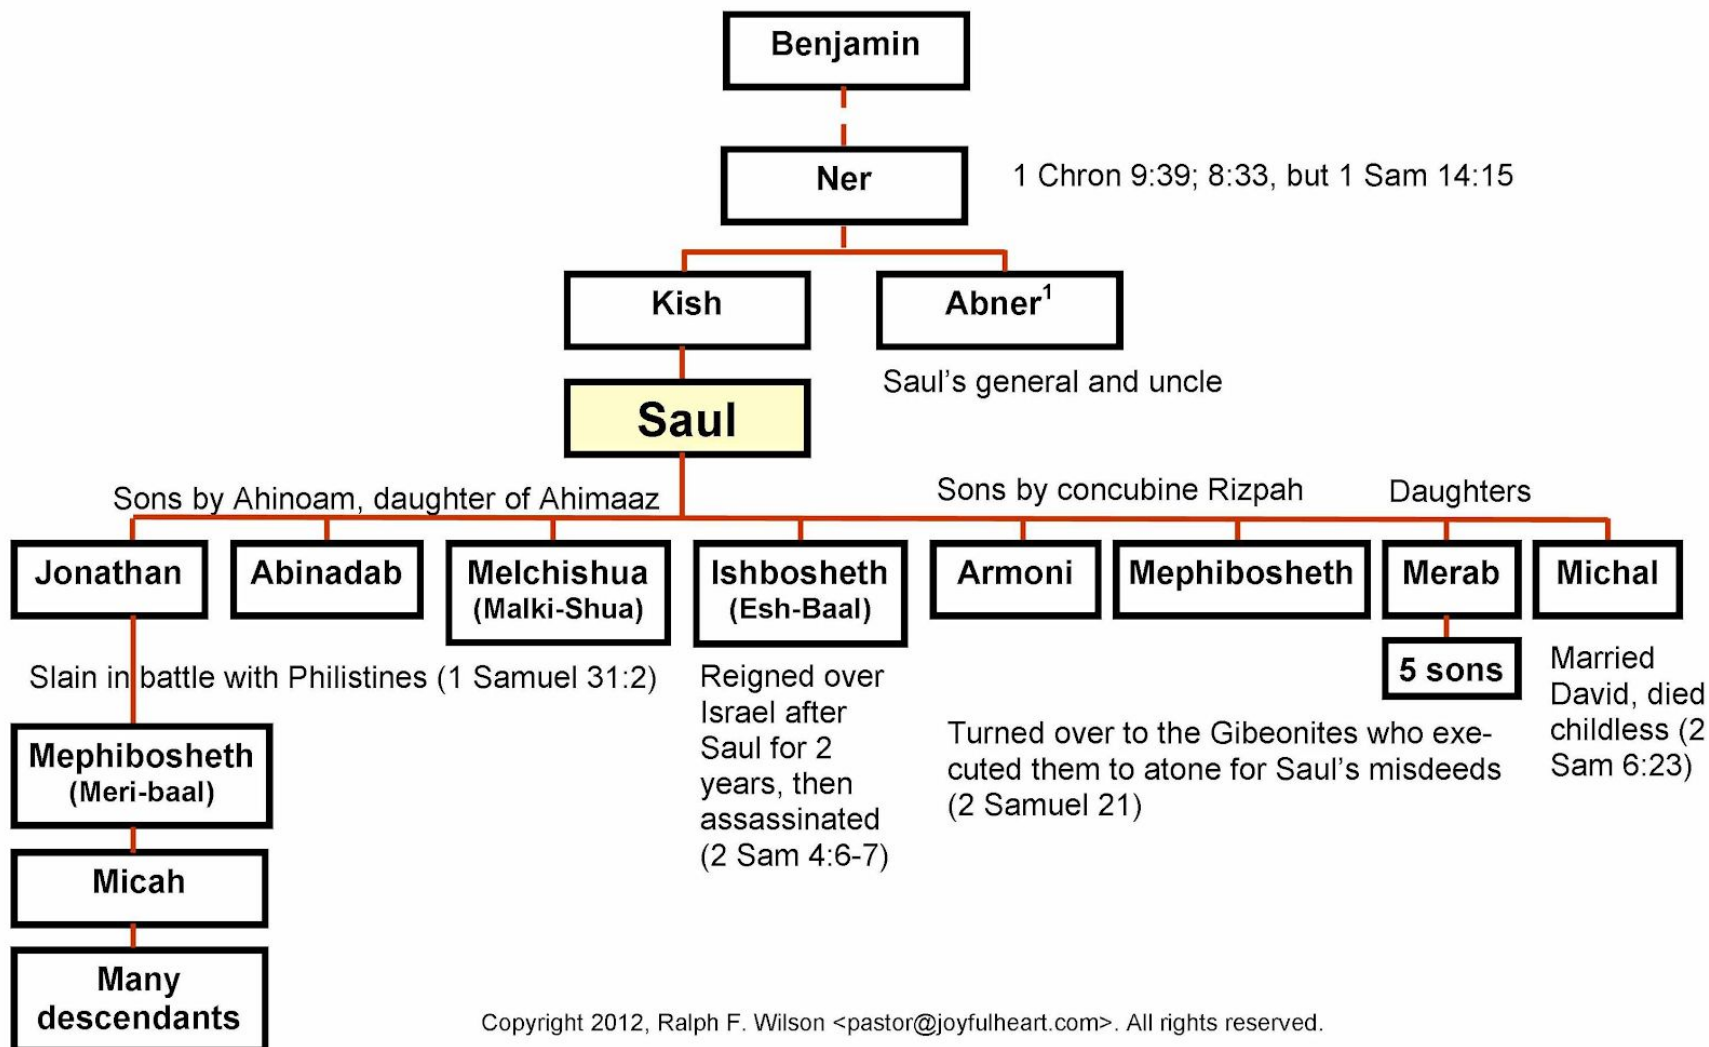 Benjamin
Ner
1 Chron 9:39; 8:33, but 1 Sam 14:15
Kish
Abner¹
Saul's general and uncle
Saul
Sons by Ahinoam, daughter of Ahimaaz
Sons by concubine Rizpah
Daughters
Jonathan
Abinadab
Melchishua
(Malki-Shua)
Ishbosheth
(Esh-Baal)
Armoni
Mephibosheth
Merab
Michal
Slain in battle with Philistines (1 Samuel 31:2)
Reigned over
Israel after
Saul for 2
years, then
assassinated
(2 Sam 4:6-7)
5 sons
Married
David, died
childless (2
Sam 6:23)
Turned over to the Gibeonites who exe-
cuted them to atone for Saul's misdeeds
(2 Samuel 21)
Mephibosheth
(Meri-baal)
Micah
Many
descendants
Copyright 2012, Ralph F. Wilson <pastor@joyfulheart.com>. All rights reserved.